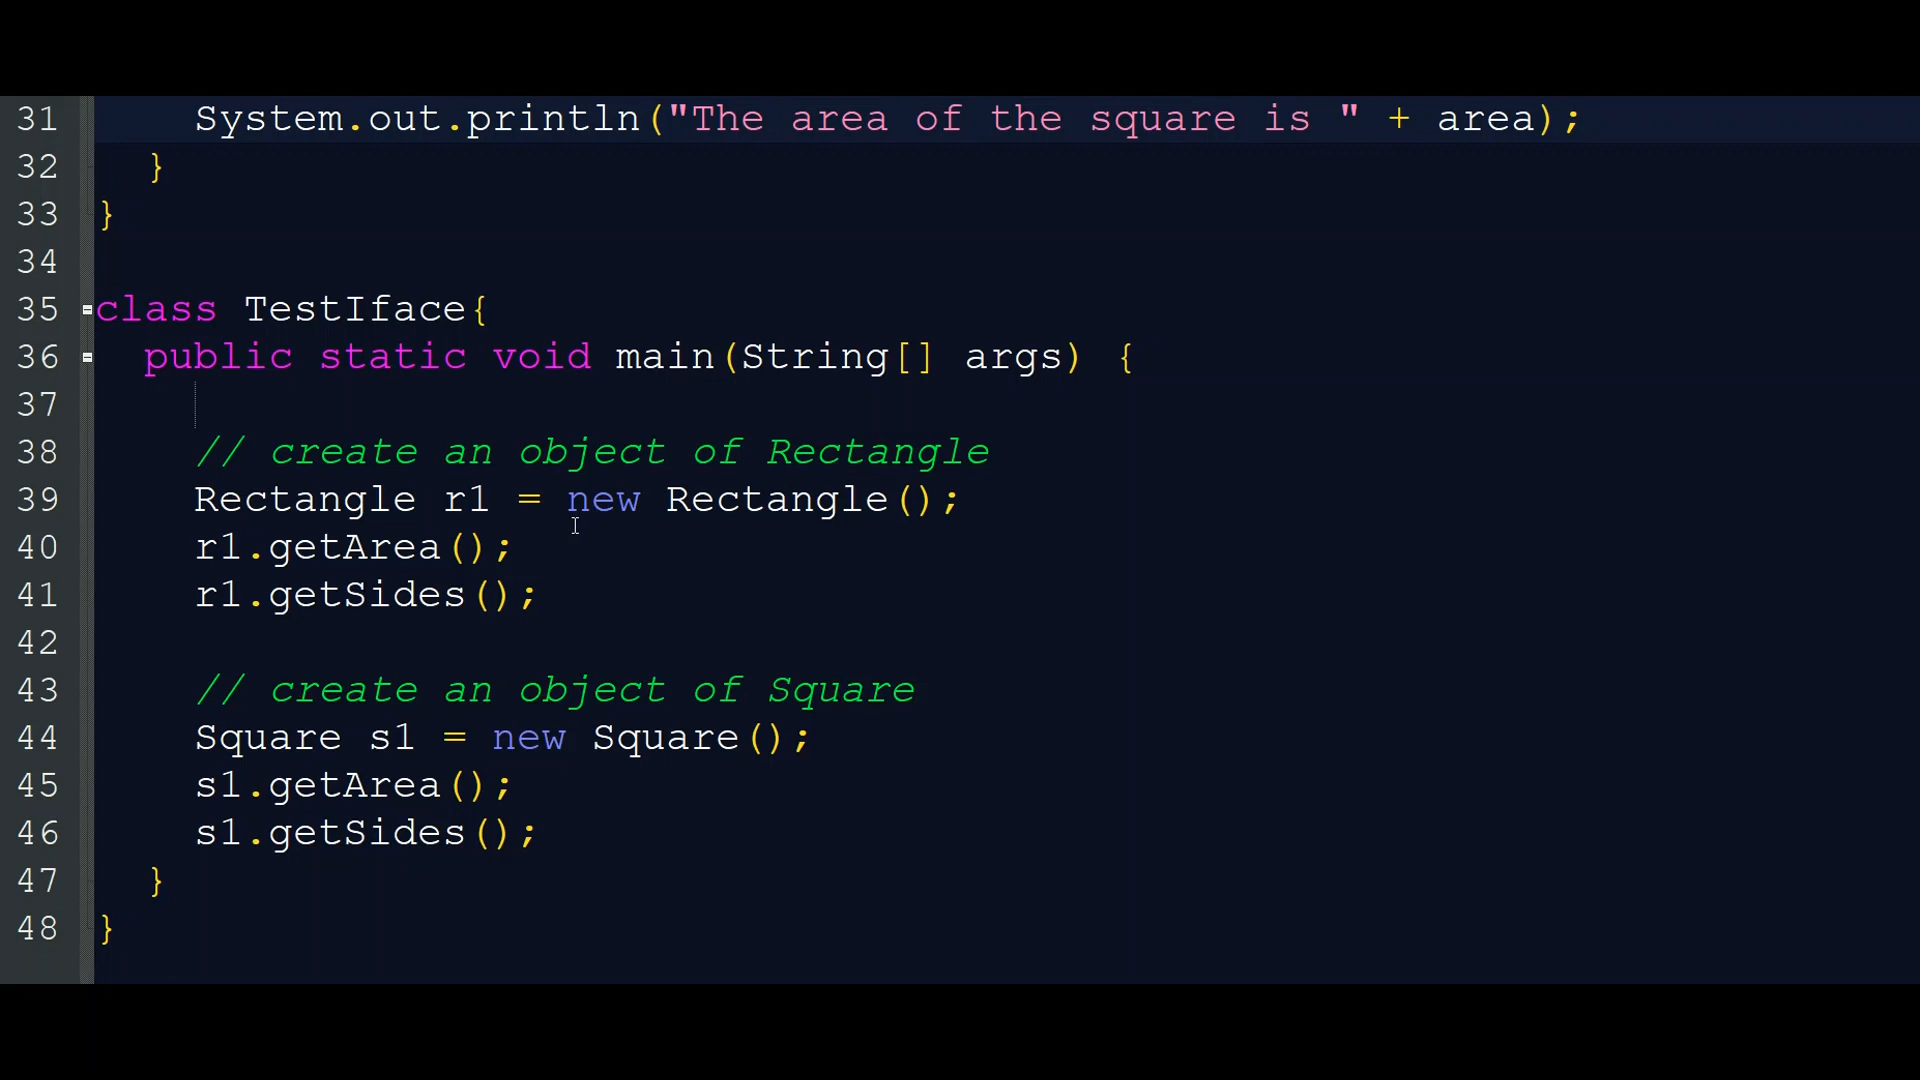 31 System.out.println("The area of the square is " + area);
32 }
33 }
34
35 class TestIface{
36 public static void main(String[] args) {
37
38 // create an object of Rectangle
39 Rectangle r1 = new Rectangle();
40 r1.getArea();
41 r1.getSides();
42
43 // create an object of Square
44 Square s1 = new Square();
45 s1.getArea();
46 s1.getSides();
47 }
48 }